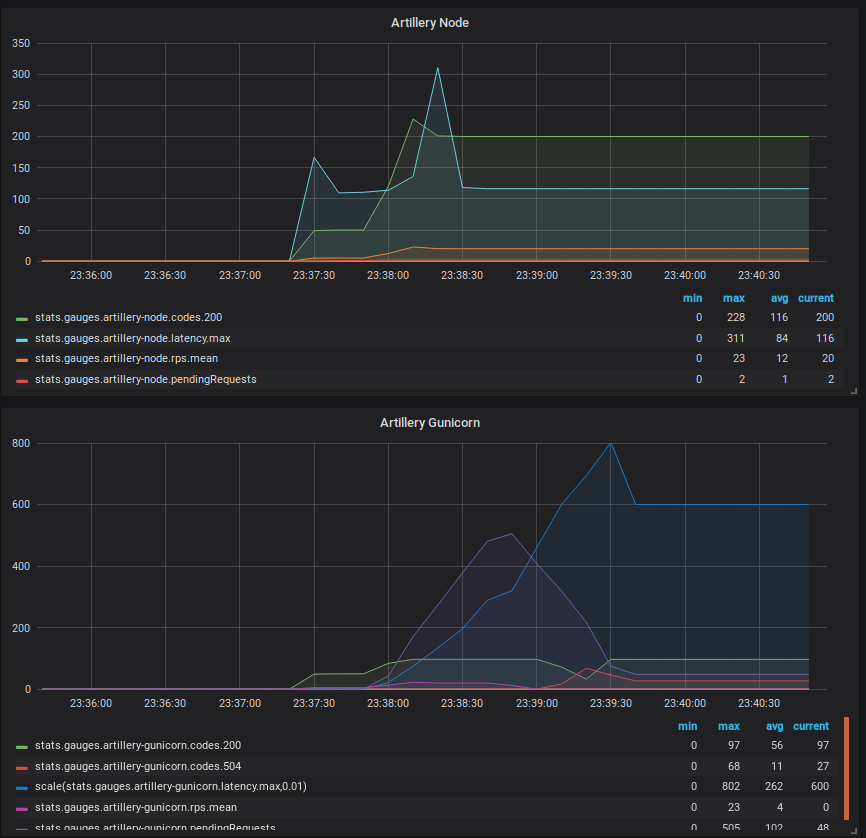 Artillery Node
350
300
250
200
150
100
50
0
23:36:00 23:36:30 23:37:00 23:37:30 23:38:00 23:38:30 23:39:00 23:39:30 23:40:00 23:40:30
min max avg current
stats.gauges.artillery-node.codes.200 0 228 116 200
stats.gauges.artillery-node.latency.max 0 311 84 116
stats.gauges.artillery-node.rps.mean 0 23 12 20
stats.gauges.artillery-node.pendingRequests 0 2 1 2
Artillery Gunicorn
800
600
400
200
0
23:36:00 23:36:30 23:37:00 23:37:30 23:38:00 23:38:30 23:39:00 23:39:30 23:40:00 23:40:30
min max avg current
stats.gauges.artillery-gunicorn.codes.200 0 97 56 97
stats.gauges.artillery-gunicorn.codes.504 0 68 11 27
scale(stats.gauges.artillery-gunicorn.latency.max,0.01) 0 802 262 600
stats.gauges.artillery-gunicorn.rps.mean 0 23 4 0
stats.gauges.artillery-gunicorn.pendingRequests 0 505 102 48